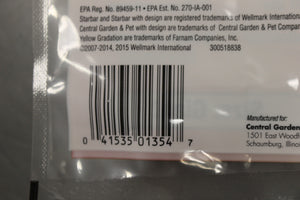 EPA Reg. No. 89459-11 • EPA Est. No. 270-IA-001
Starbar and Starbar with design are registered trademarks of Wellmark Internationa
Central Garden & Pet with design are trademarks of Central Garden & Pet Compan
Yellow Gradation are trademarks of Farnam Companies, Inc.
©2007-2014, 2015 Wellmark International 300518838
0 41535 01354 7
Manufactured for:
Central Garden
1501 East Woodf
Schaumburg, Illino